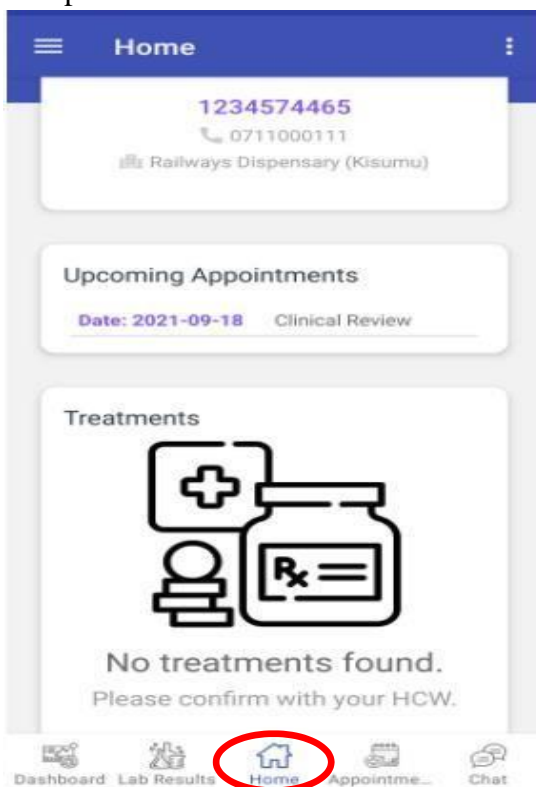 Home
1234574465
0711000111
Railways Dispensary (Kisumu)
Upcoming Appointments
Date: 2021-09-18 Clinical Review
Treatments
Rx
No treatments found.
Please confirm with your HCW.
Dashboard Lab Results Home Appointme... Chat